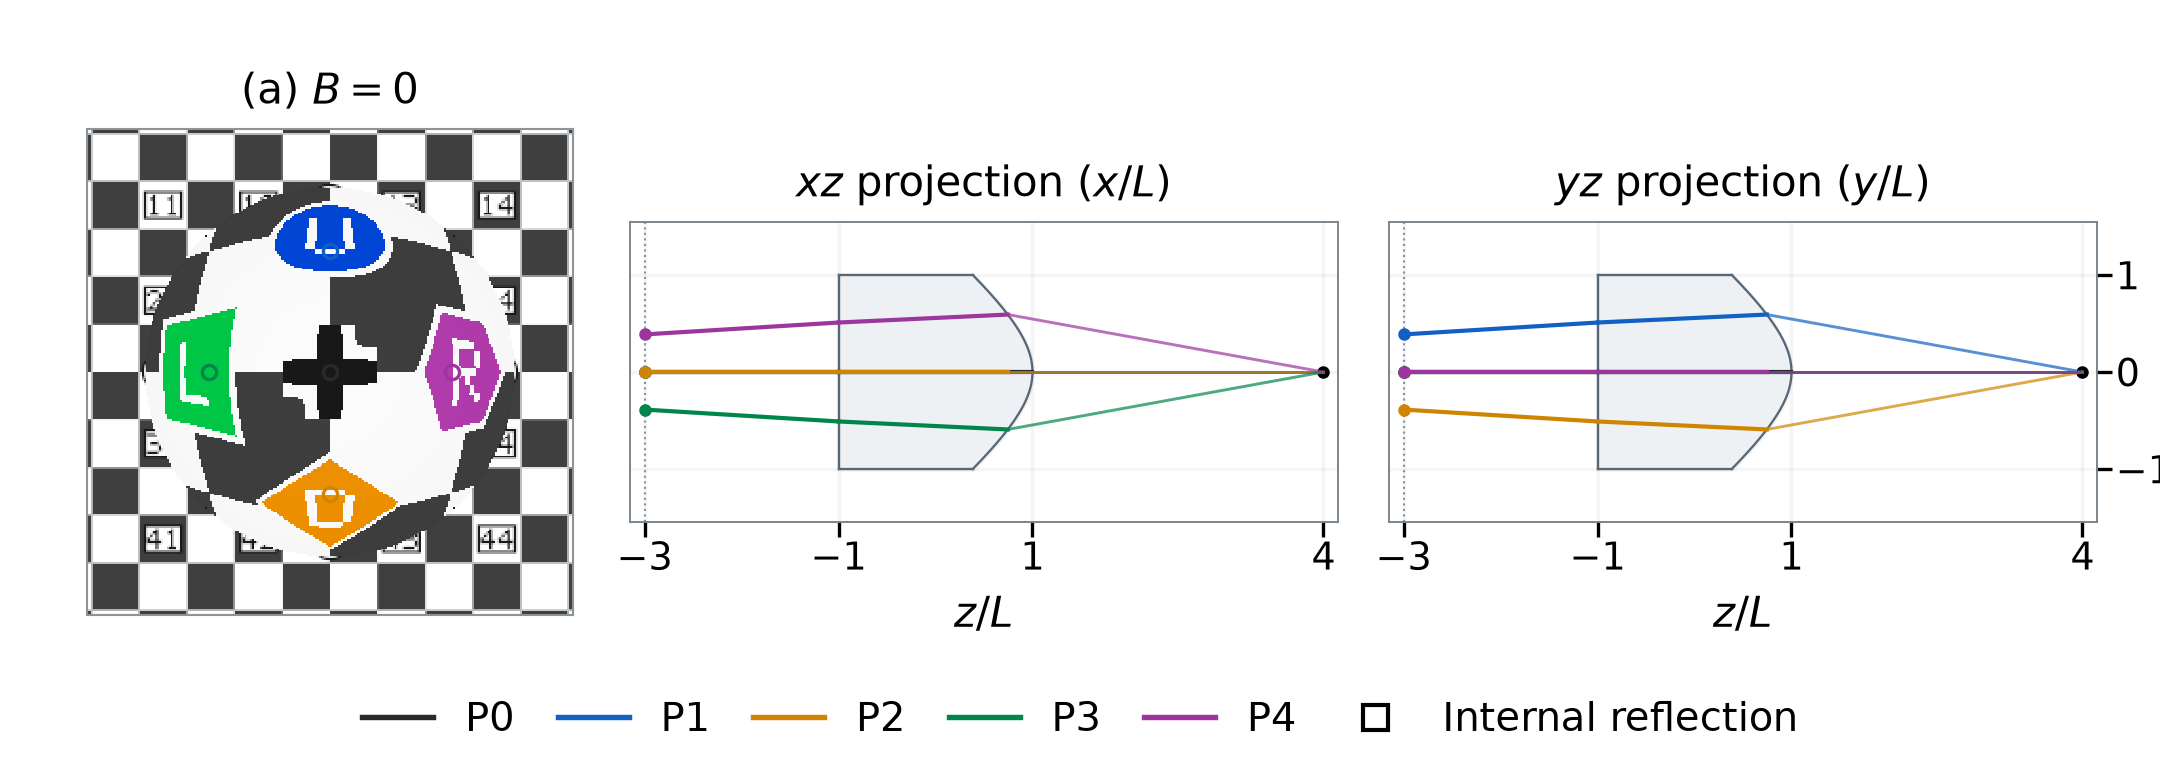 (a) B = 0
11
14
41
44
U
L
R
D
xz projection (x/L)
−3
−1
1
4
z/L
yz projection (y/L)
1
0
−1
−3
−1
1
4
z/L
P0
P1
P2
P3
P4
Internal reflection